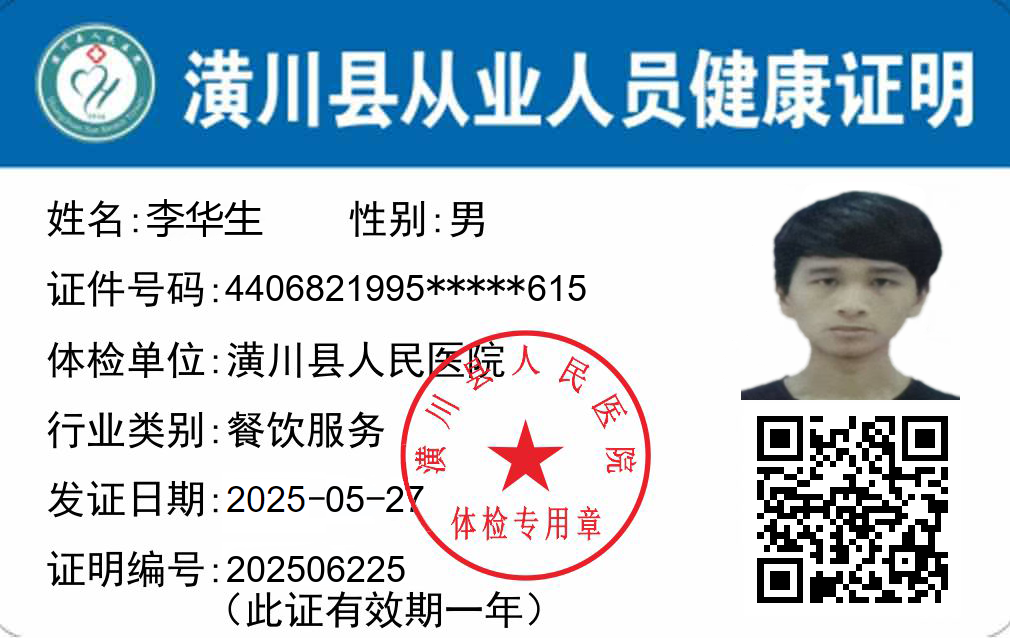 潢川县从业人员健康证明
姓名:李华生 性别:男
证件号码:4406821995*****615
体检单位:潢川县人民医院
行业类别:餐饮服务
发证日期:2025-05-27
证明编号:202506225
（此证有效期一年）
潢川县人民医院
体检专用章